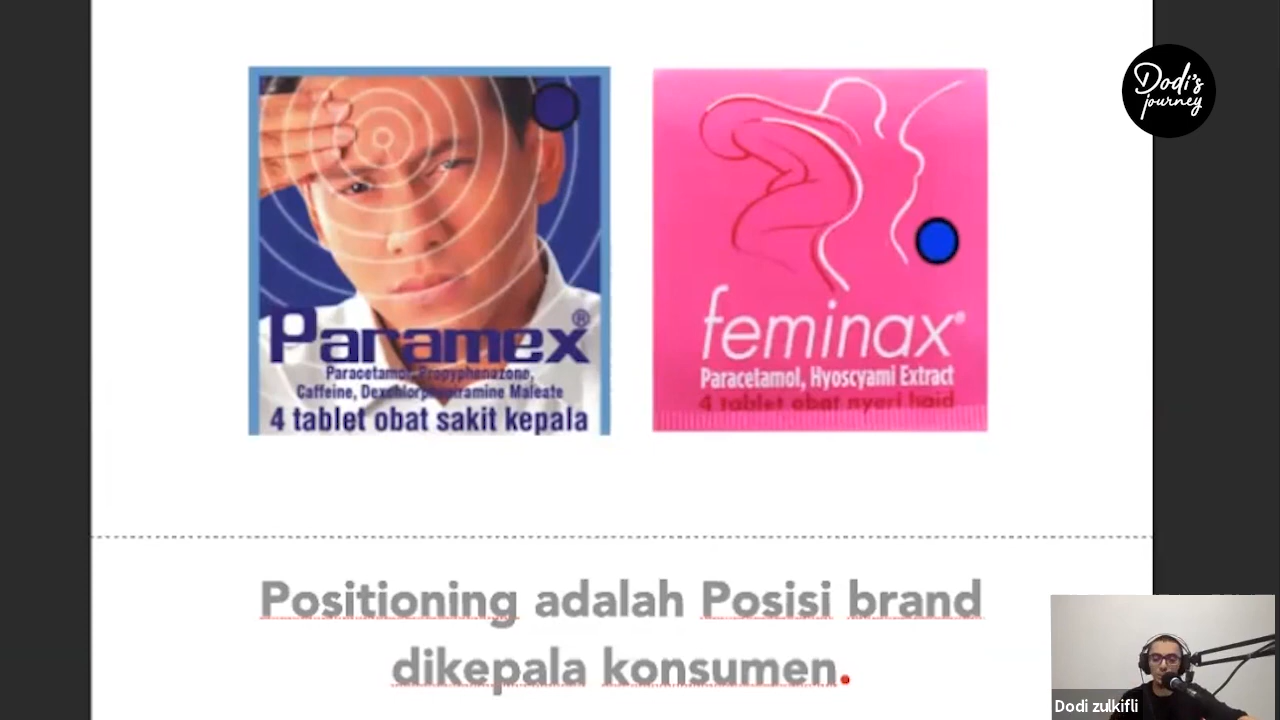 Dodi's
journey
Paramex®
Paracetamol, Propyphenazone,
Caffeine, Dexchlorpheniramine Maleate
4 tablet obat sakit kepala
feminax®
Paracetamol, Hyoscyami Extract
4 tablet obat nyeri haid
Positioning adalah Posisi brand
dikepala konsumen.
Dodi zulkifli